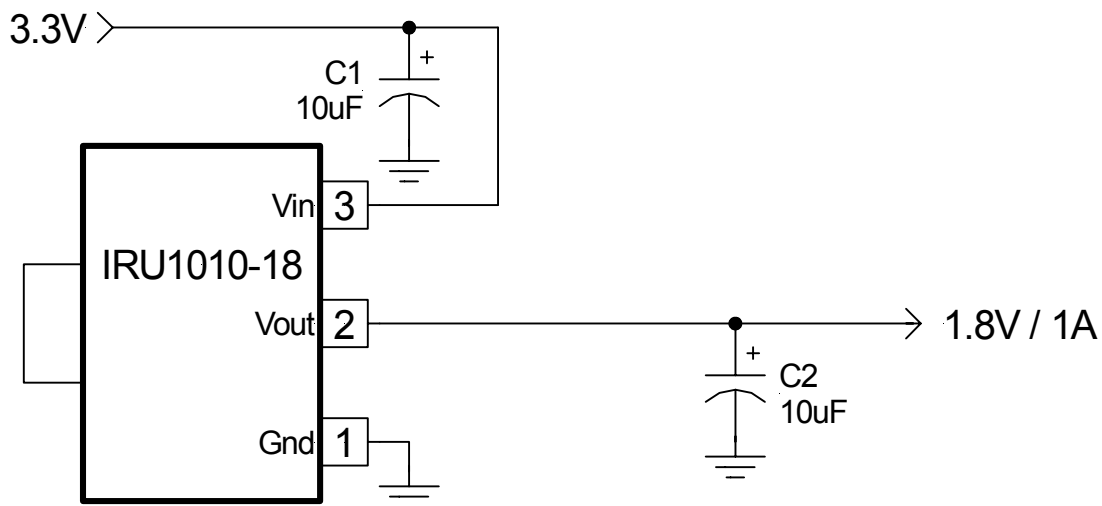 3.3V
+
C1
10uF
Vin 3
IRU1010-18
Vout 2
1.8V / 1A
+
C2
10uF
Gnd 1